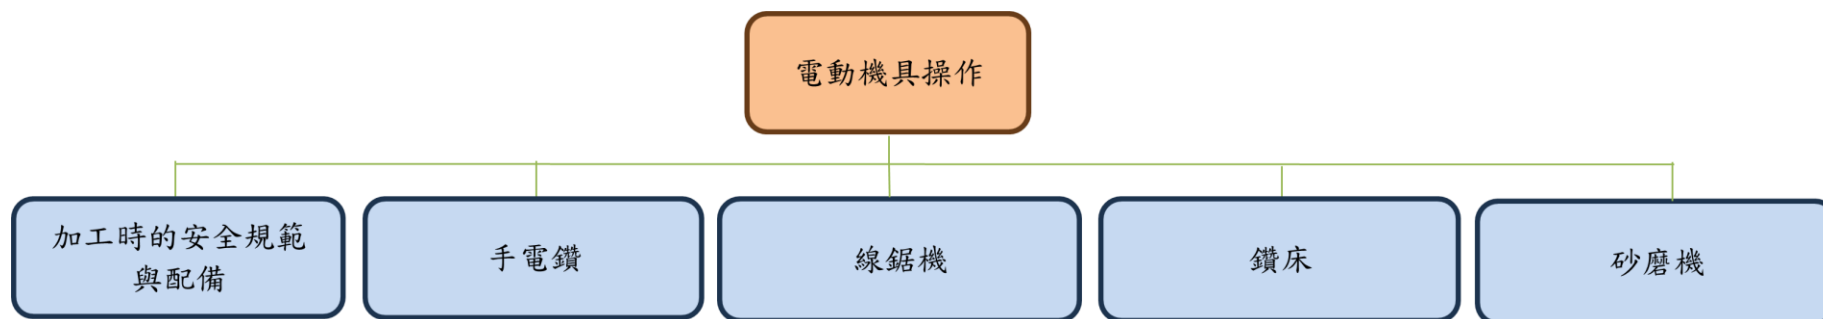 電動機具操作
加工時的安全規範
與配備
手電鑽
線鋸機
鑽床
砂磨機